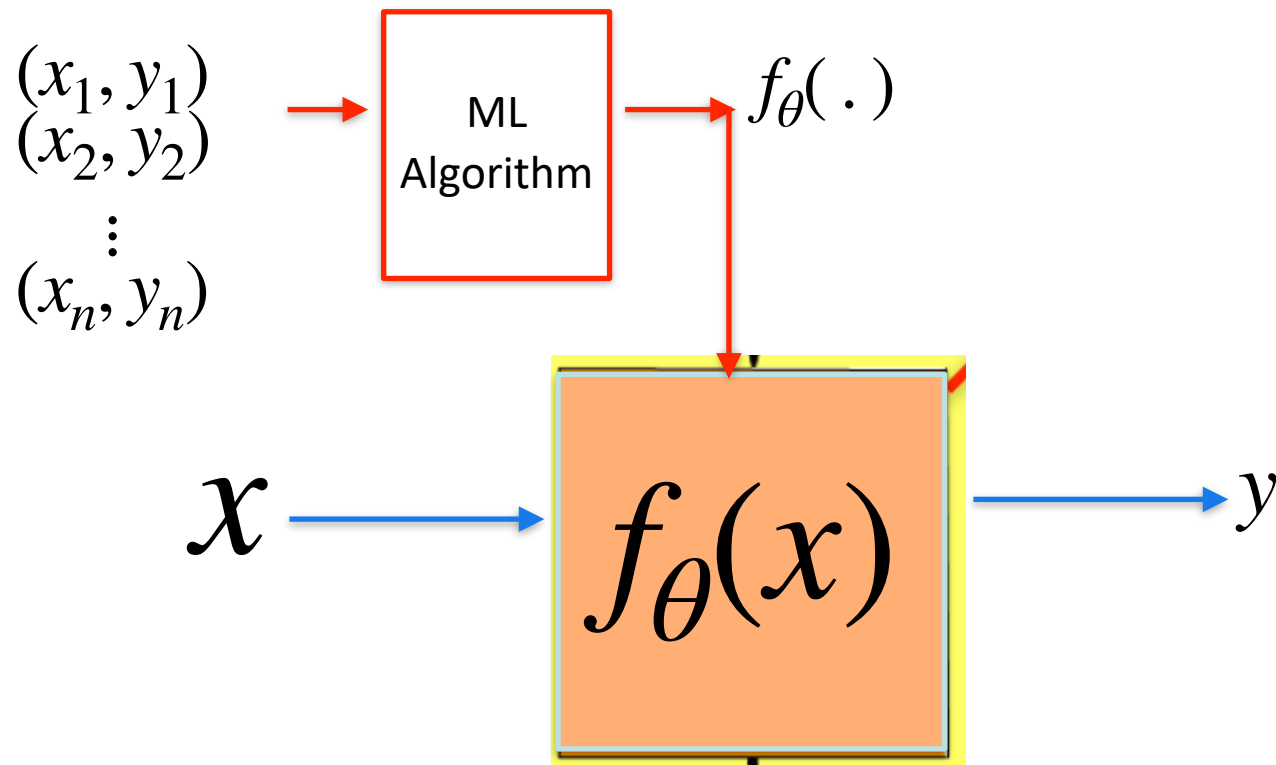 (x₁, y₁)
(x₂, y₂)
⋮
(xₙ, yₙ)
ML
Algorithm
f_θ( . )
x
f_θ(x)
y